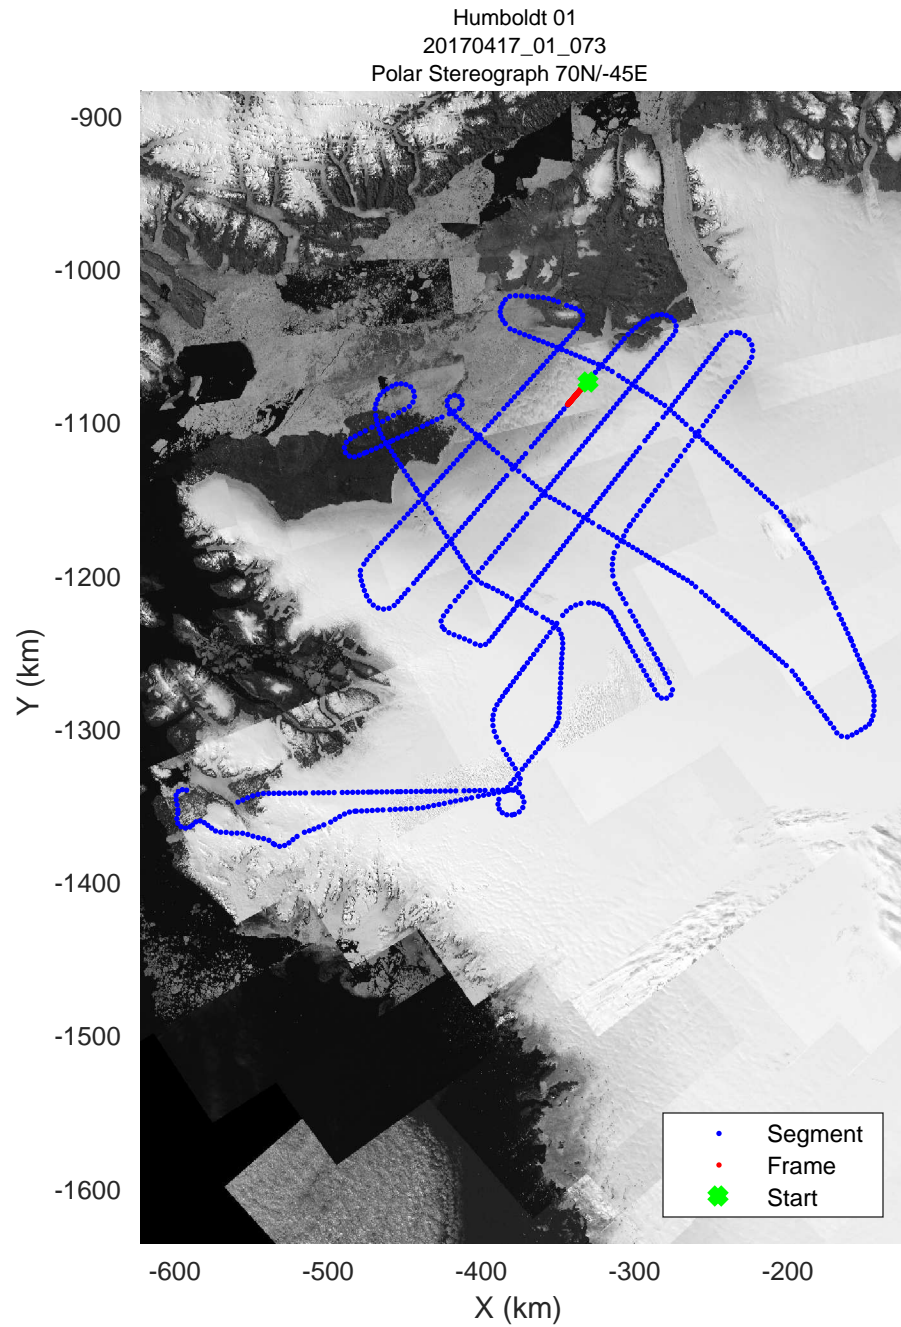 Humboldt 01
20170417_01_073
Polar Stereograph 70N/-45E
-900
-1000
-1100
-1200
-1300
-1400
-1500
-1600
Y (km)
Segment
Frame
Start
-600 -500 -400 -300 -200
X (km)